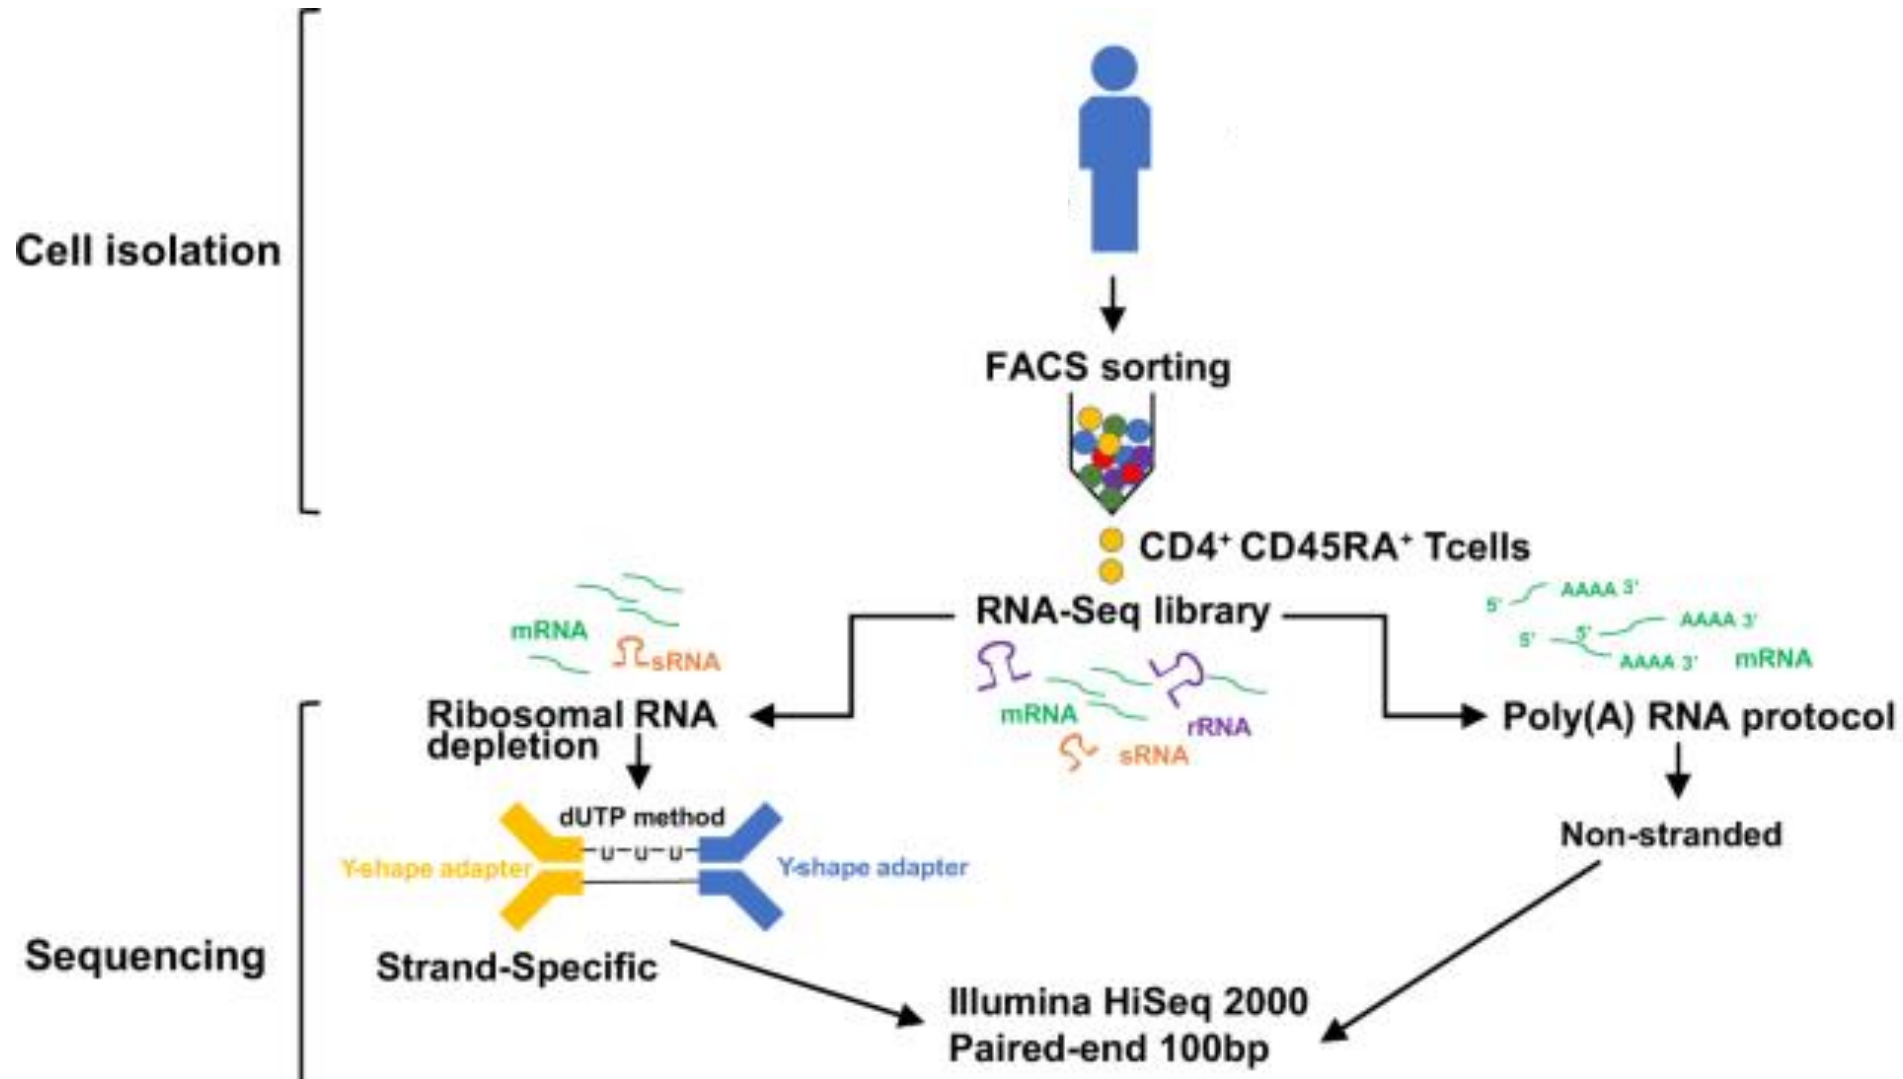 Cell isolation
FACS sorting
CD4⁺ CD45RA⁺ Tcells
RNA-Seq library
mRNA
sRNA
mRNA
rRNA
sRNA
5' AAAA 3'
5' AAAA 3'
5' AAAA 3' mRNA
Ribosomal RNA
depletion
Poly(A) RNA protocol
dUTP method
U-U-U
Y-shape adapter
Y-shape adapter
Non-stranded
Sequencing
Strand-Specific
Illumina HiSeq 2000
Paired-end 100bp